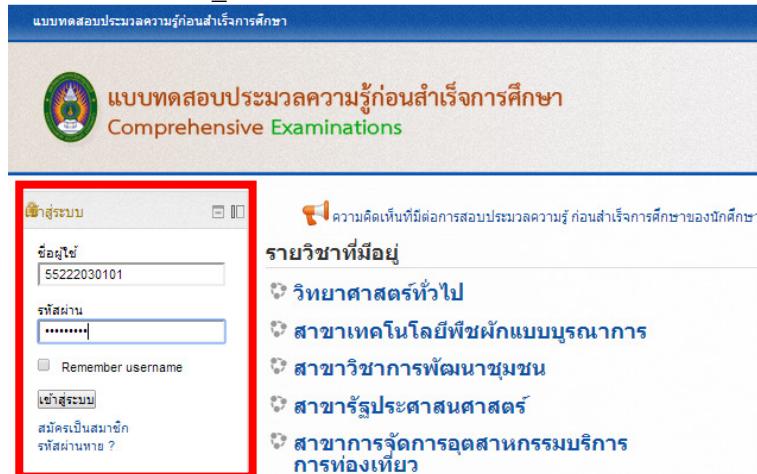 แบบทดสอบประมวลความรู้ก่อนสำเร็จการศึกษา
แบบทดสอบประมวลความรู้ก่อนสำเร็จการศึกษา
Comprehensive Examinations
เข้าสู่ระบบ
ชื่อผู้ใช้
55222030101
รหัสผ่าน
•••••••••
Remember username
เข้าสู่ระบบ
สมัครเป็นสมาชิก
รหัสผ่านหาย ?
ความคิดเห็นที่มีต่อการสอบประมวลความรู้ ก่อนสำเร็จการศึกษาของนักศึกษา
รายวิชาที่มีอยู่
วิทยาศาสตร์ทั่วไป
สาขาเทคโนโลยีพืชผักแบบบูรณาการ
สาขาวิชาการพัฒนาชุมชน
สาขารัฐประศาสนศาสตร์
สาขาการจัดการอุตสาหกรรมบริการ
การท่องเที่ยว